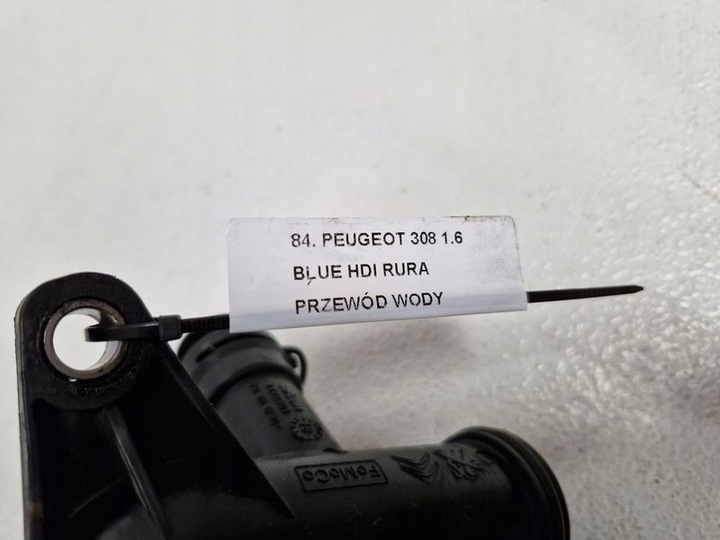 84. PEUGEOT 308 1.6
BLUE HDI RURA
PRZEWÓD WODY
FoMoCo